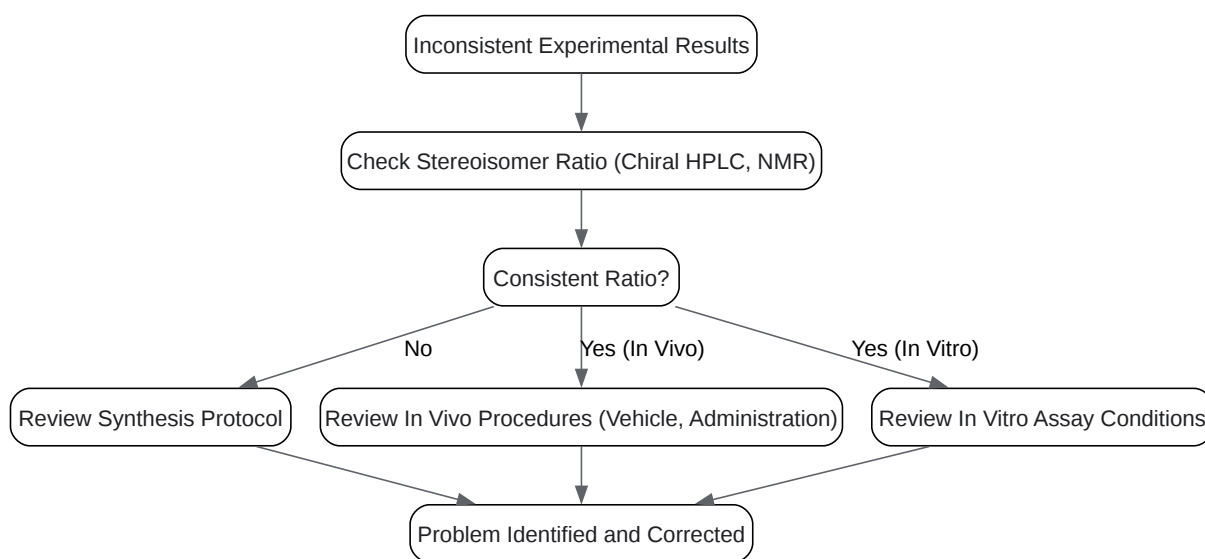 Inconsistent Experimental Results
Check Stereoisomer Ratio (Chiral HPLC, NMR)
Consistent Ratio?
No
Yes (In Vivo)
Yes (In Vitro)
Review Synthesis Protocol
Review In Vivo Procedures (Vehicle, Administration)
Review In Vitro Assay Conditions
Problem Identified and Corrected